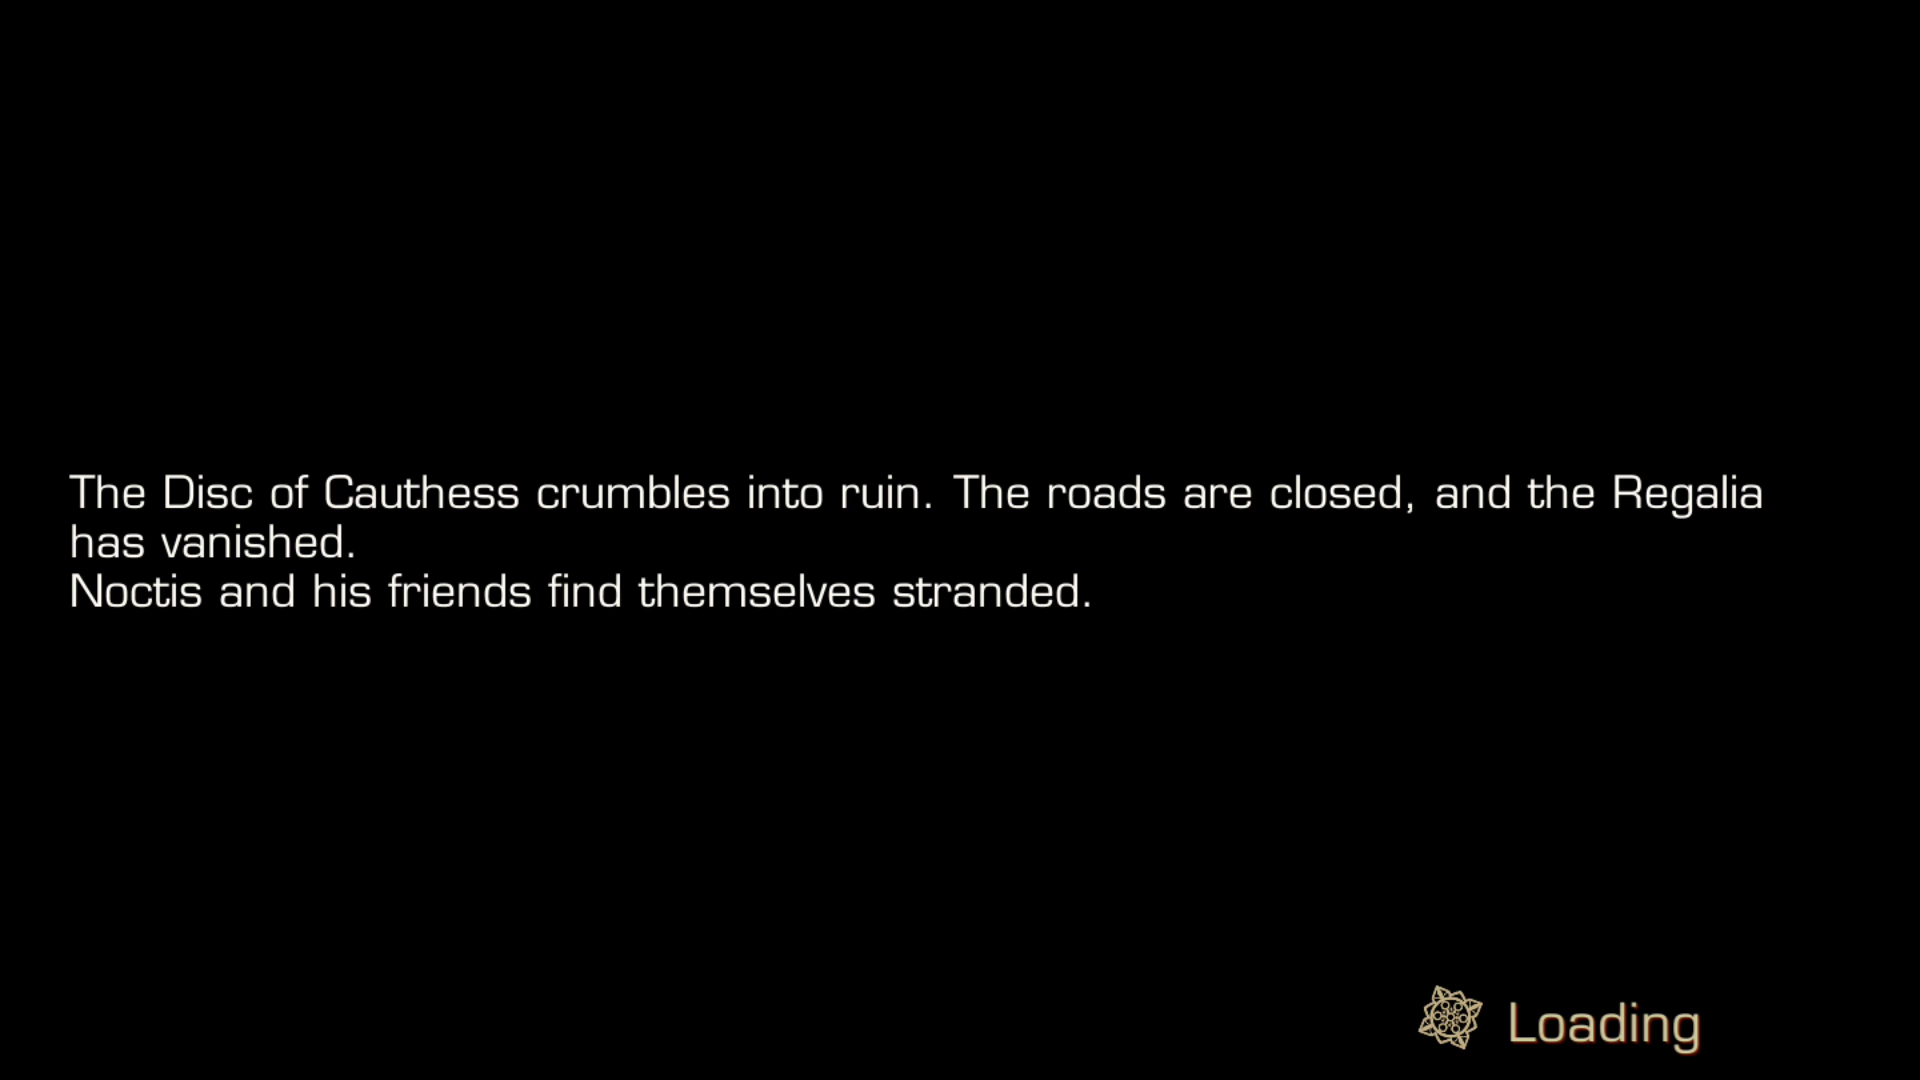 The Disc of Cauthess crumbles into ruin. The roads are closed, and the Regalia
has vanished.
Noctis and his friends find themselves stranded.
Loading